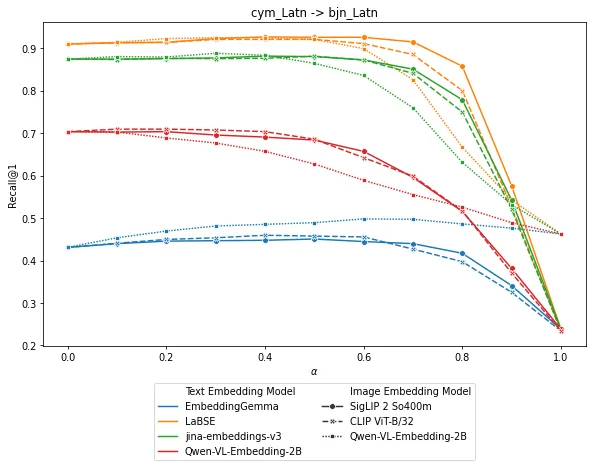 cym_Latn -> bjn_Latn
Recall@1
0.9
0.8
0.7
0.6
0.5
0.4
0.3
0.2
0.0 0.2 0.4 0.6 0.8 1.0
α
Text Embedding Model Image Embedding Model
EmbeddingGemma SigLIP 2 So400m
LaBSE CLIP ViT-B/32
jina-embeddings-v3 Qwen-VL-Embedding-2B
Qwen-VL-Embedding-2B